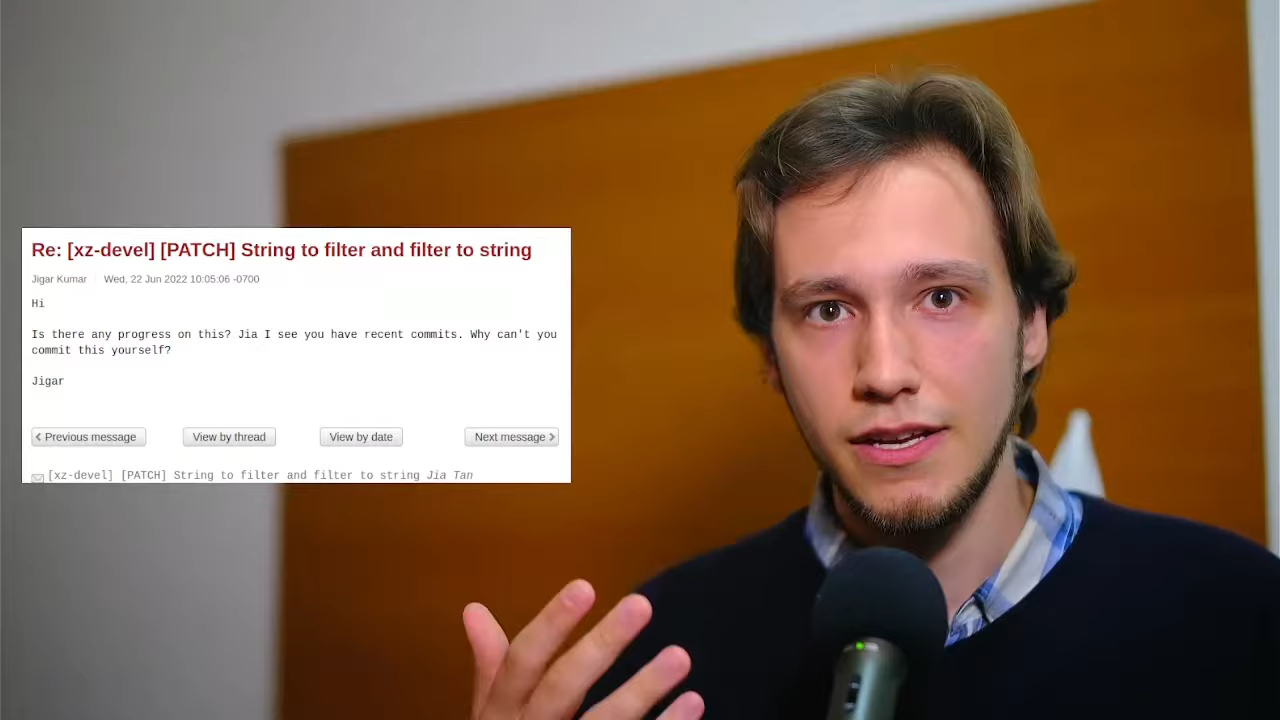 Re: [xz-devel] [PATCH] String to filter and filter to string
Jigar Kumar Wed, 22 Jun 2022 10:05:06 -0700
Hi
Is there any progress on this? Jia I see you have recent commits. Why can't you
commit this yourself?
Jigar
Previous message View by thread View by date Next message
[xz-devel] [PATCH] String to filter and filter to string Jia Tan